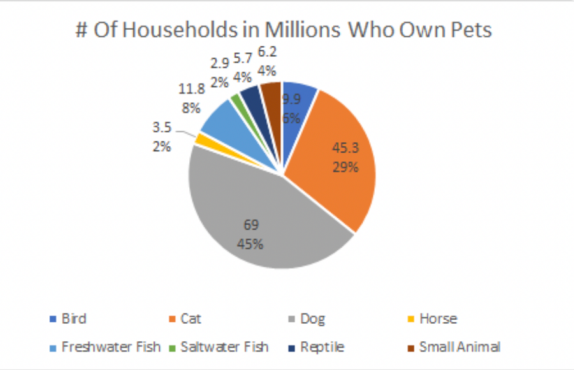 # Of Households in Millions Who Own Pets
6.2
4%
5.7
4%
2.9
2%
11.8
8%
3.5
2%
9.9
6%
45.3
29%
69
45%
Bird
Cat
Dog
Horse
Freshwater Fish
Saltwater Fish
Reptile
Small Animal